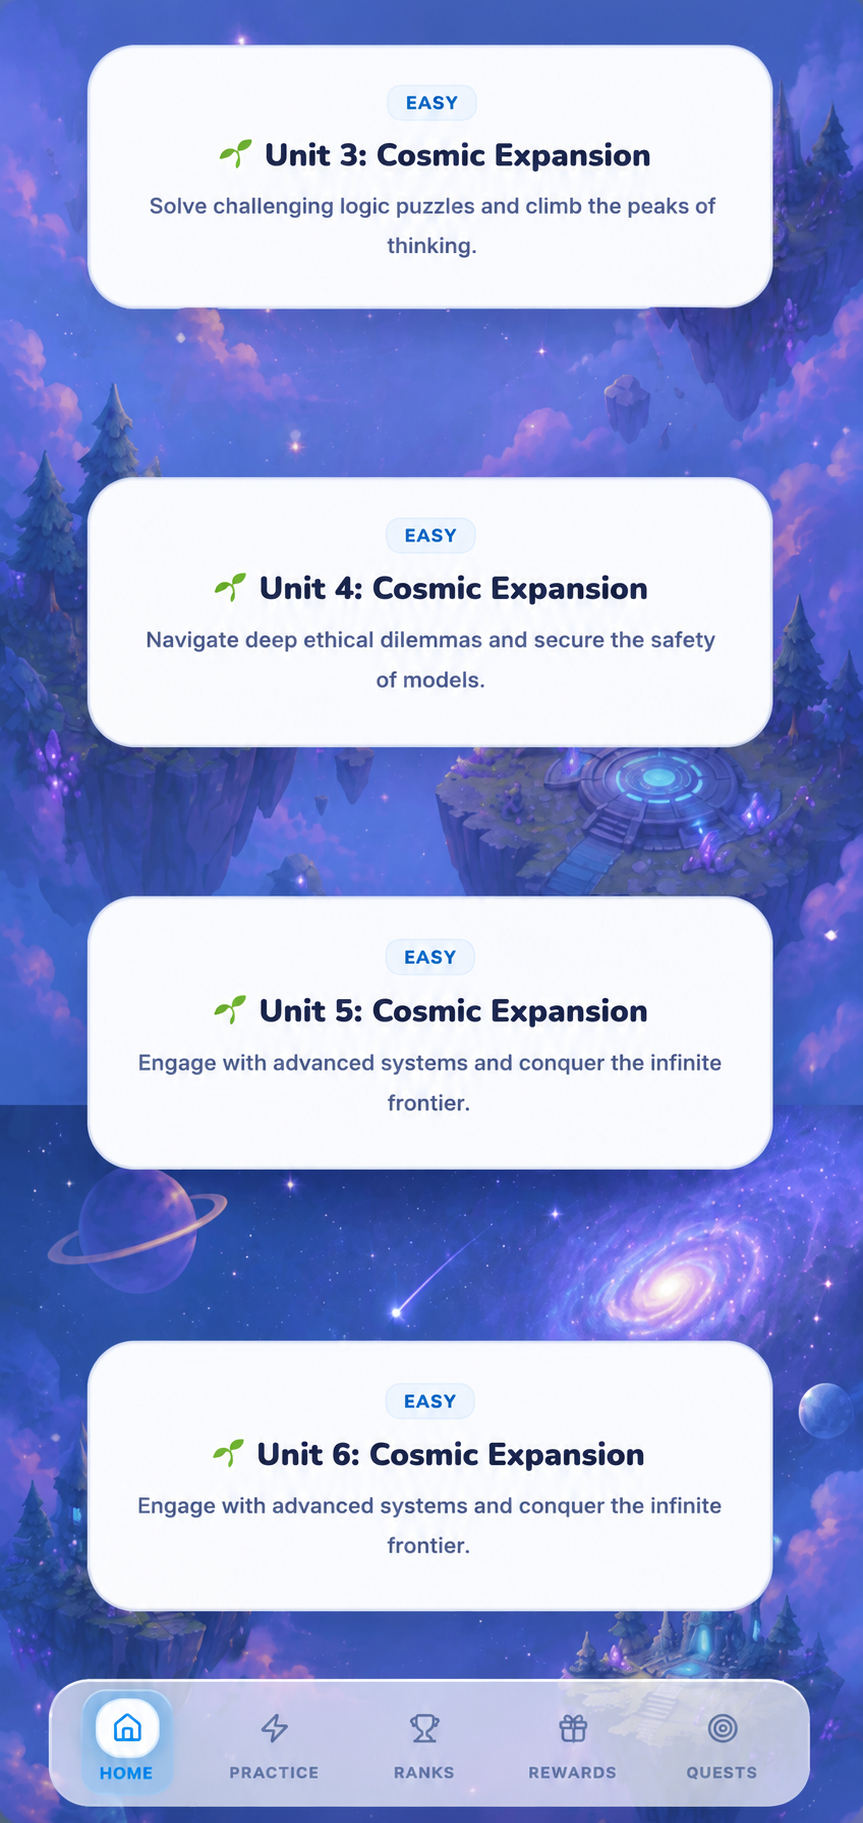 EASY
Unit 3: Cosmic Expansion
Solve challenging logic puzzles and climb the peaks of
thinking.
EASY
Unit 4: Cosmic Expansion
Navigate deep ethical dilemmas and secure the safety
of models.
EASY
Unit 5: Cosmic Expansion
Engage with advanced systems and conquer the infinite
frontier.
EASY
Unit 6: Cosmic Expansion
Engage with advanced systems and conquer the infinite
frontier.
HOME PRACTICE RANKS REWARDS QUESTS